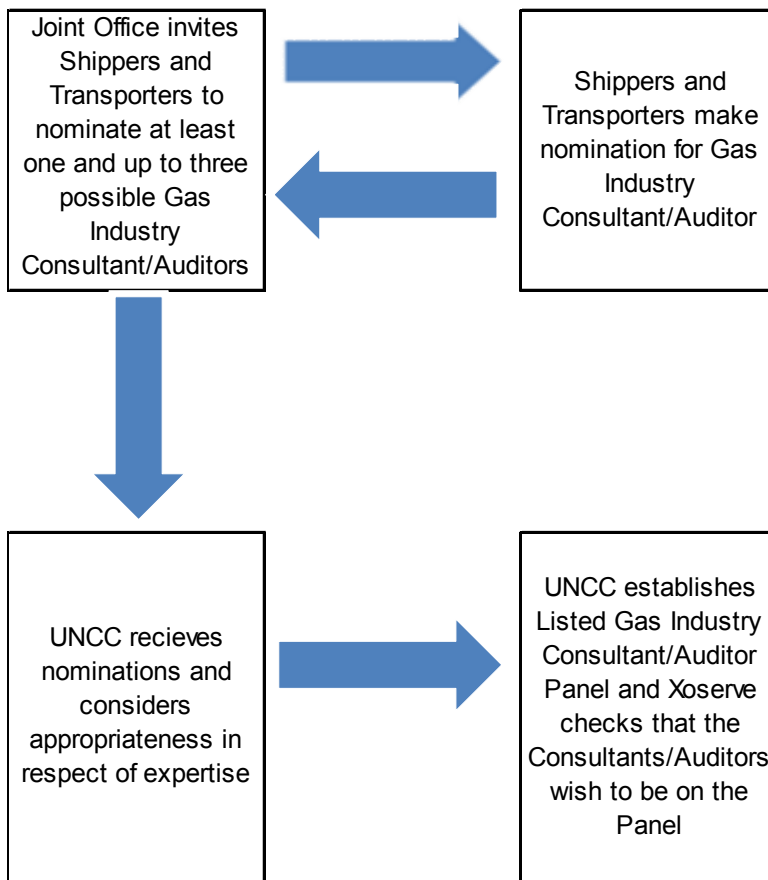 Joint Office invites
Shippers and
Transporters to
nominate at least
one and up to three
possible Gas
Industry
Consultant/Auditors
Shippers and
Transporters make
nomination for Gas
Industry
Consultant/Auditor
UNCC recieves
nominations and
considers
appropriateness in
respect of expertise
UNCC establishes
Listed Gas Industry
Consultant/Auditor
Panel and Xoserve
checks that the
Consultants/Auditors
wish to be on the
Panel